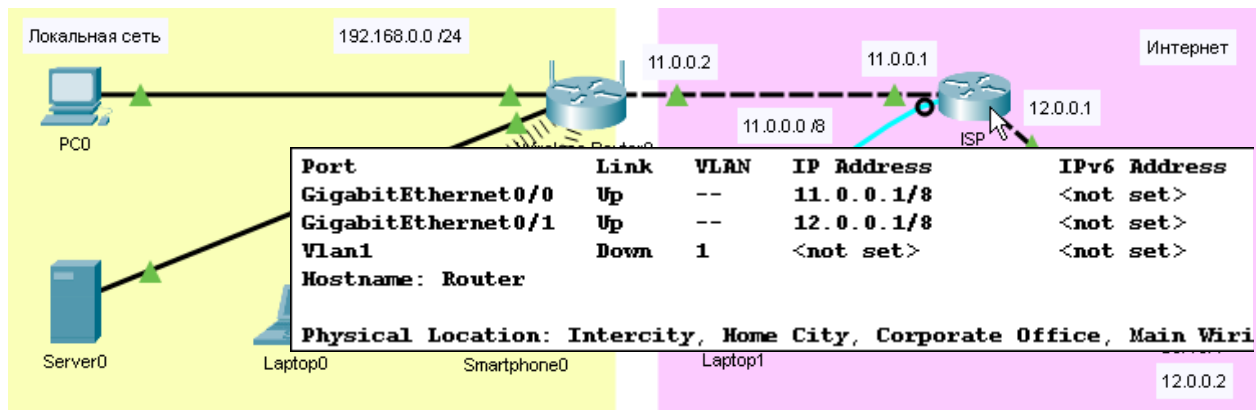 Локальная сеть
192.168.0.0 /24
11.0.0.2
11.0.0.1
Интернет
12.0.0.1
11.0.0.0 /8
PC0
ISP
Port Link VLAN IP Address IPv6 Address
GigabitEthernet0/0 Up -- 11.0.0.1/8 <not set>
GigabitEthernet0/1 Up -- 12.0.0.1/8 <not set>
Vlan1 Down 1 <not set> <not set>
Hostname: Router
Physical Location: Intercity, Home City, Corporate Office, Main Wiri
Server0
Laptop0
Smartphone0
Laptop1
12.0.0.2